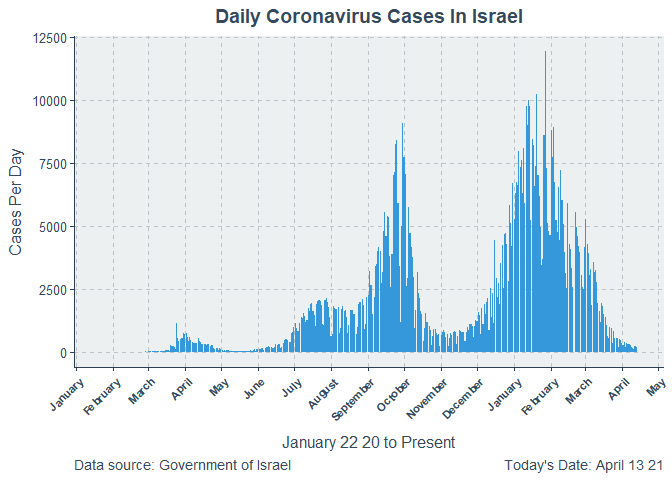 Daily Coronavirus Cases In Israel
12500
10000
7500
5000
2500
0
Cases Per Day
January February March April May June July August September October November December January February March April May
January 22 20 to Present
Data source: Government of Israel
Today's Date: April 13 21